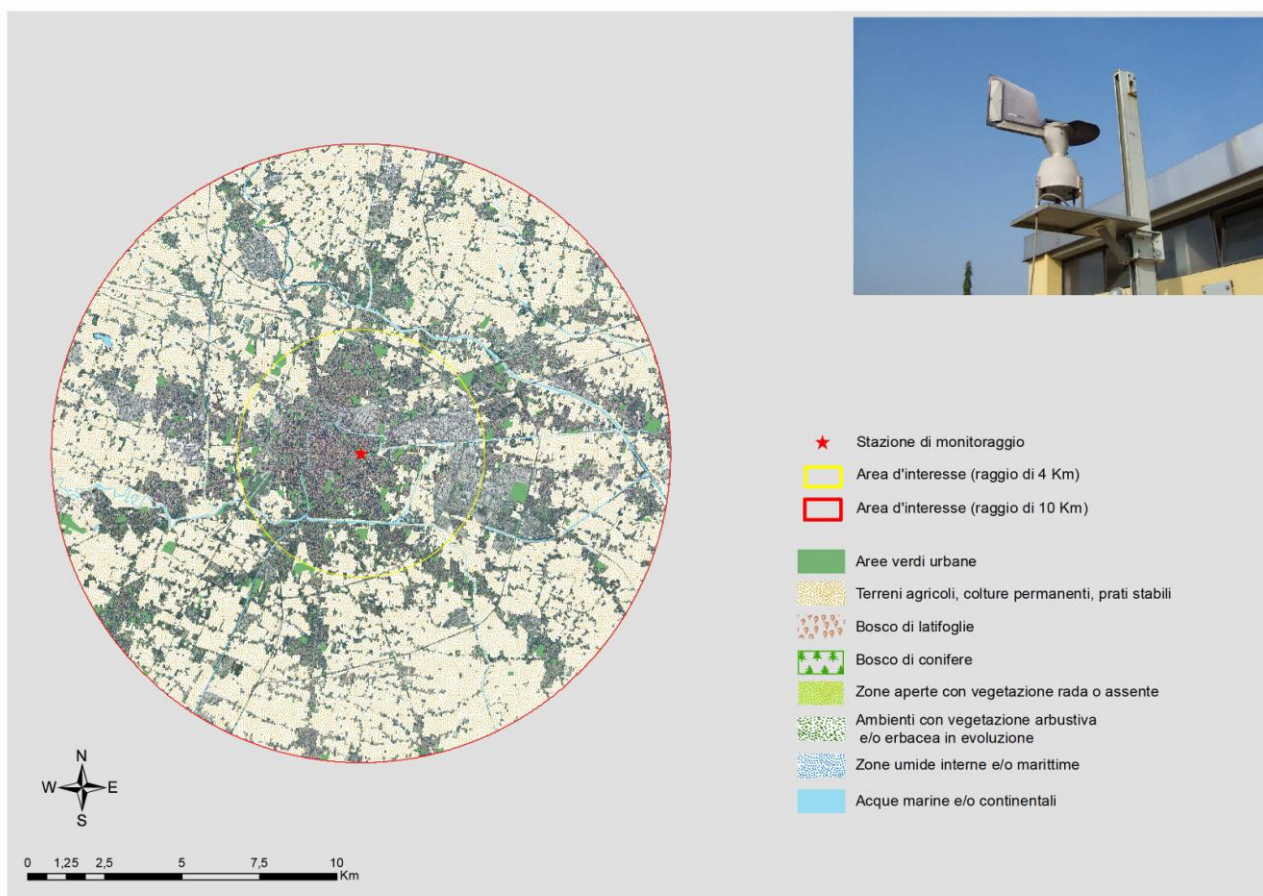 Stazione di monitoraggio
Area d'interesse (raggio di 4 Km)
Area d'interesse (raggio di 10 Km)
Aree verdi urbane
Terreni agricoli, colture permanenti, prati stabili
Bosco di latifoglie
Bosco di conifere
Zone aperte con vegetazione rada o assente
Ambienti con vegetazione arbustiva
e/o erbacea in evoluzione
Zone umide interne e/o marittime
Acque marine e/o continentali
N
W E
S
0 1,25 2,5 5 7,5 10
Km